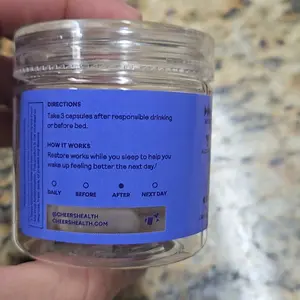 DIRECTIONS
Take 3 capsules after responsible drinking
or before bed.
HOW IT WORKS
Restore works while you sleep to help you
wake up feeling better the next day!
DAILY BEFORE AFTER NEXT DAY
@CHEERSHEALTH
CHEERSHEALTH.COM